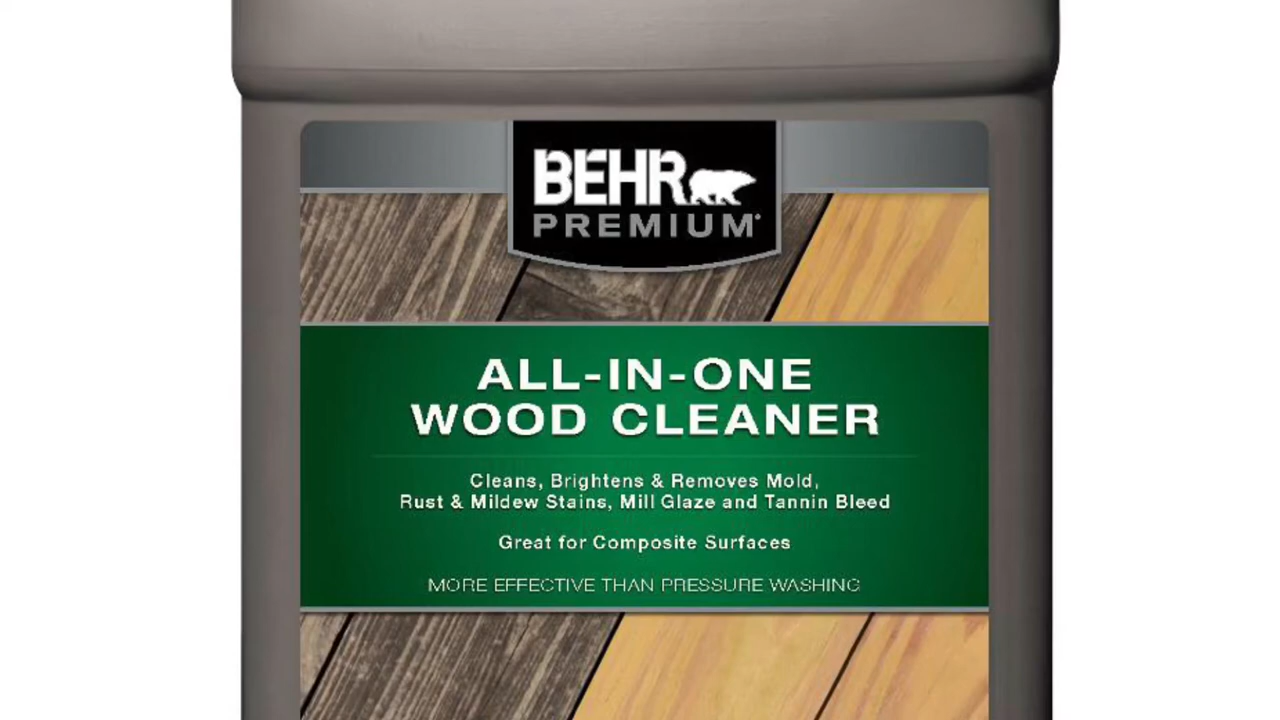 BEHR
PREMIUM®
ALL-IN-ONE
WOOD CLEANER
Cleans, Brightens & Removes Mold,
Rust & Mildew Stains, Mill Glaze and Tannin Bleed
Great for Composite Surfaces
MORE EFFECTIVE THAN PRESSURE WASHING